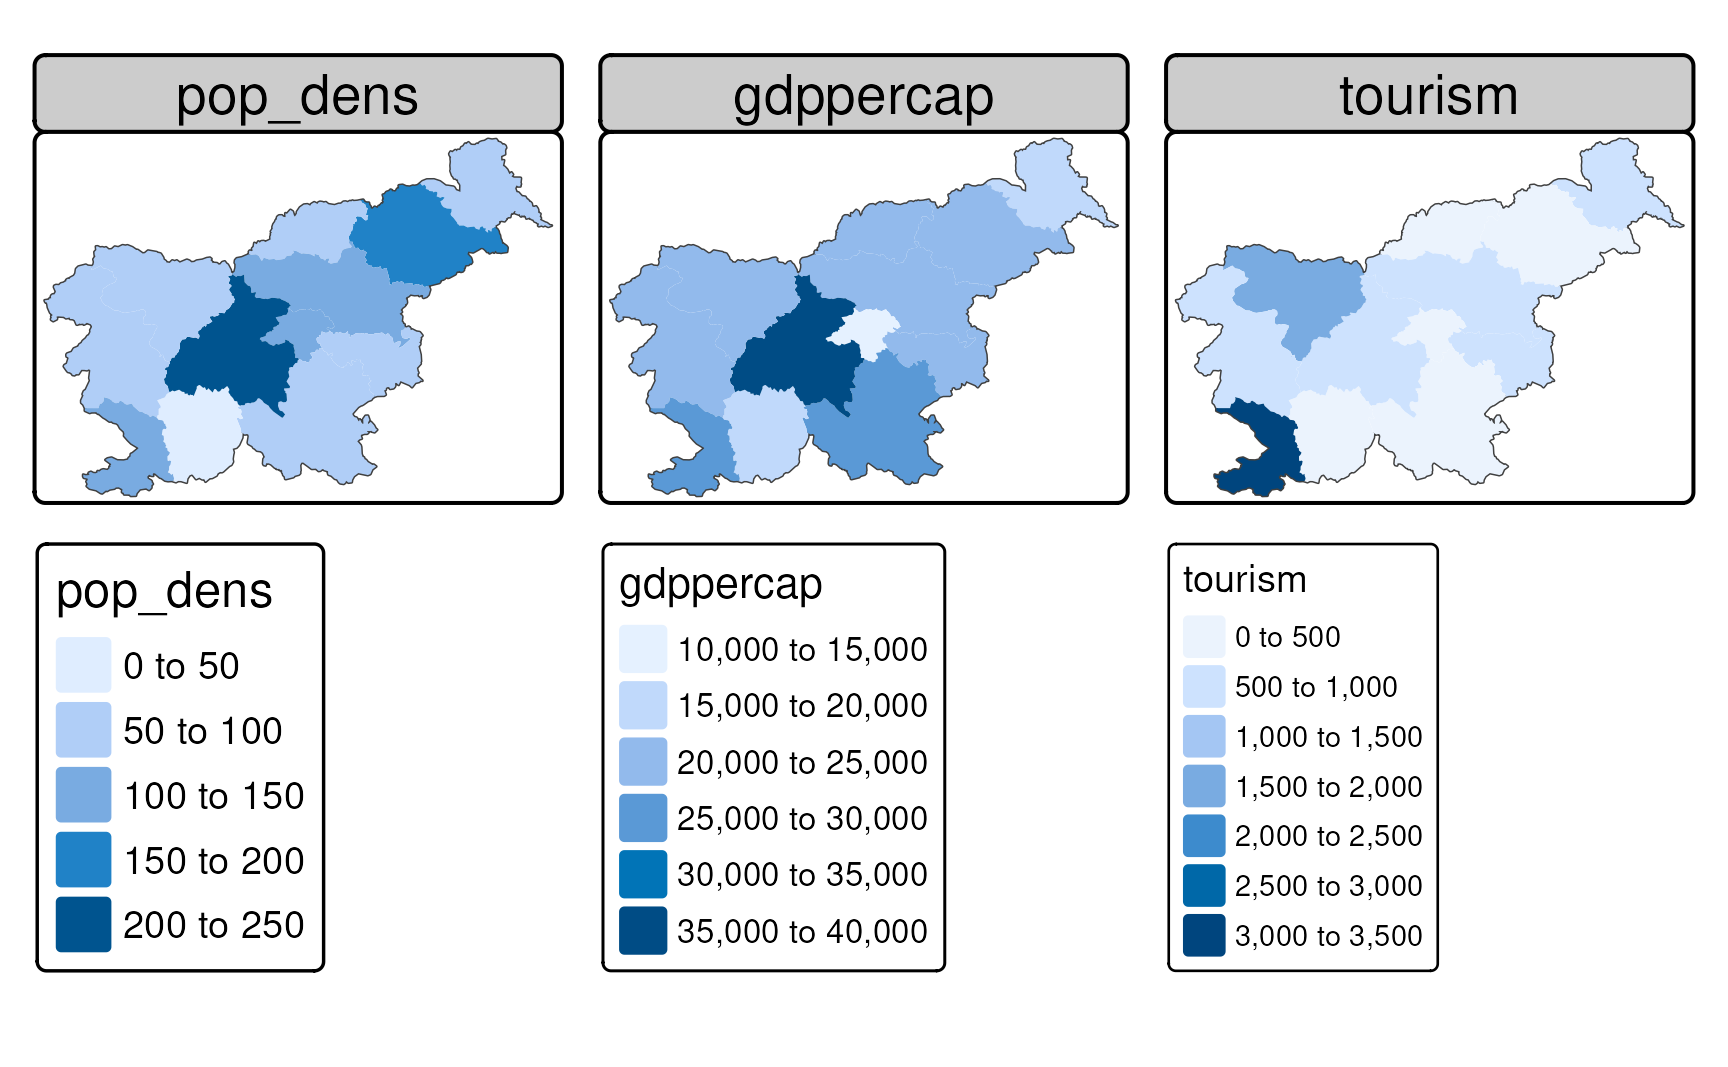 pop_dens
gdppercap
tourism
pop_dens
0 to 50
50 to 100
100 to 150
150 to 200
200 to 250
gdppercap
10,000 to 15,000
15,000 to 20,000
20,000 to 25,000
25,000 to 30,000
30,000 to 35,000
35,000 to 40,000
tourism
0 to 500
500 to 1,000
1,000 to 1,500
1,500 to 2,000
2,000 to 2,500
2,500 to 3,000
3,000 to 3,500